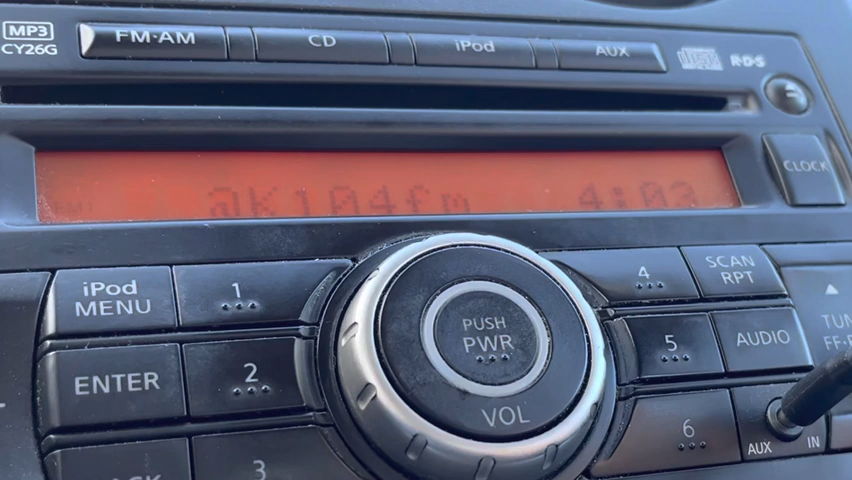 MP3
CY26G
FM·AM
CD
iPod
AUX
R·D·S
CLOCK
@K104fm 4:03
iPod
MENU
1
4
SCAN
RPT
PUSH
PWR
VOL
ENTER
2
5
AUDIO
3
6
AUX IN